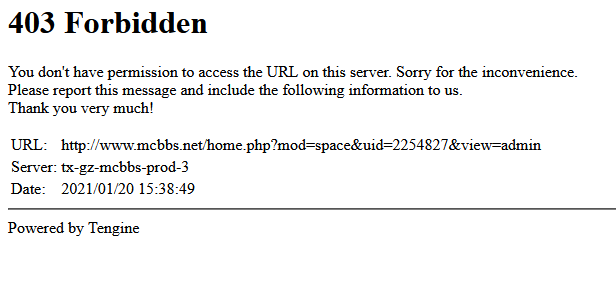 403 Forbidden
You don't have permission to access the URL on this server. Sorry for the inconvenience.
Please report this message and include the following information to us.
Thank you very much!
URL: http://www.mcbbs.net/home.php?mod=space&uid=2254827&view=admin
Server: tx-gz-mcbbs-prod-3
Date: 2021/01/20 15:38:49
Powered by Tengine